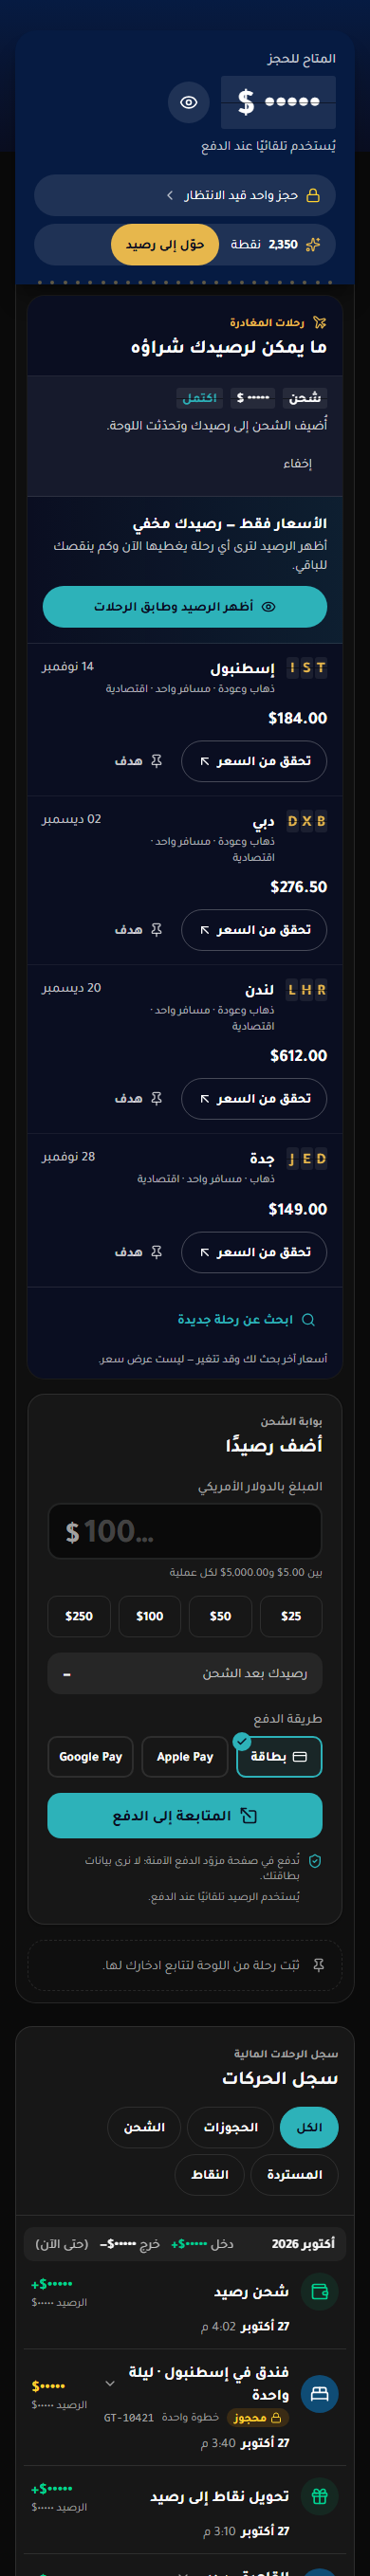 المتاح للحجز
$ •••••
يُستخدم تلقائيًا عند الدفع
حجز واحد قيد الانتظار
2,350 نقطة حوّل إلى رصيد
رحلات المغادرة
ما يمكن لرصيدك شراؤه
شحن $ ••••• اكتمل
أُضيف الشحن إلى رصيدك وتحدّثت اللوحة.
إخفاء
الأسعار فقط – رصيدك مخفي
أظهر الرصيد لترى أي رحلة يغطيها الآن وكم ينقصك
للباقي.
أظهر الرصيد وطابق الرحلات
IST إسطنبول 14 نوفمبر
ذهاب وعودة · مسافر واحد · اقتصادية
$184.00
تحقق من السعر هدف
DXB دبي 02 ديسمبر
ذهاب وعودة · مسافر واحد ·
اقتصادية
$276.50
تحقق من السعر هدف
LHR لندن 20 ديسمبر
ذهاب وعودة · مسافر واحد ·
اقتصادية
$612.00
تحقق من السعر هدف
JED جدة 28 نوفمبر
ذهاب · مسافر واحد · اقتصادية
$149.00
تحقق من السعر هدف
ابحث عن رحلة جديدة
أسعار آخر بحث لك وقد تتغير – ليست عرض سعر.
بوابة الشحن
أضف رصيدًا
المبلغ بالدولار الأمريكي
$ 100...
بين $5.00 و$5,000.00 لكل عملية
$25 $50 $100 $250
رصيدك بعد الشحن –
طريقة الدفع
بطاقة Apple Pay Google Pay
المتابعة إلى الدفع
تُدفع في صفحة مزوّد الدفع الآمنة؛ لا نرى بيانات
بطاقتك.
يُستخدم الرصيد تلقائيًا عند الدفع.
ثبّت رحلة من اللوحة لتتابع ادخارك لها.
سجل الرحلات المالية
سجل الحركات
الكل الحجوزات الشحن
المستردة النقاط
أكتوبر 2026 دخل +$••••• خرج –$••••• (حتى الآن)
شحن رصيد +$•••••
الرصيد $•••••
27 أكتوبر 4:02 م
فندق في إسطنبول · ليلة
واحدة $•••••
محجوز خطوة واحدة GT-10421 الرصيد $•••••
27 أكتوبر 3:40 م
تحويل نقاط إلى رصيد +$•••••
الرصيد $•••••
27 أكتوبر 3:10 م